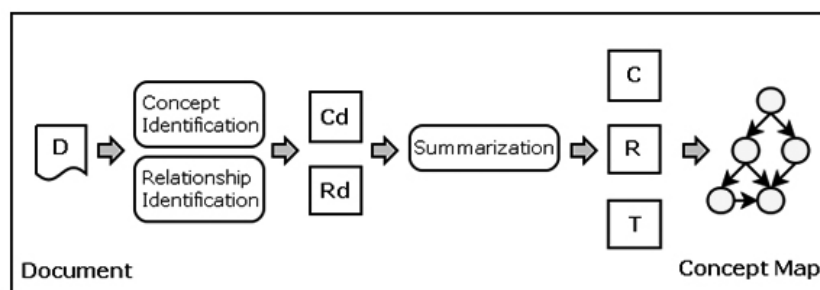 D
Concept
Identification
Relationship
Identification
Cd
Rd
Summarization
C
R
T
Document
Concept Map